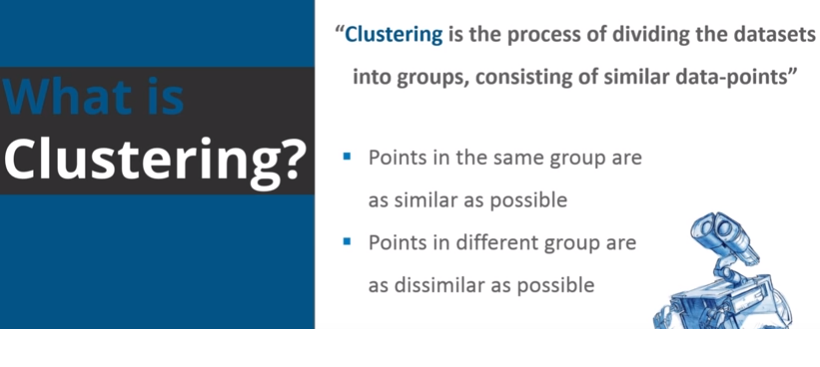 What is
Clustering?
“Clustering is the process of dividing the datasets
into groups, consisting of similar data-points”
▪ Points in the same group are
as similar as possible
▪ Points in different group are
as dissimilar as possible